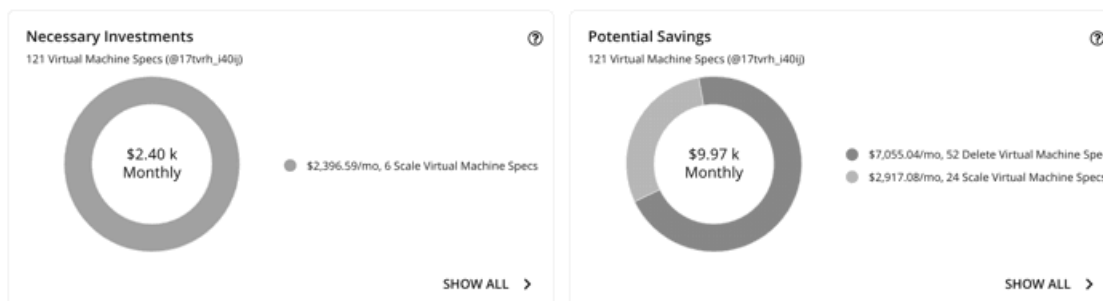 Necessary Investments
121 Virtual Machine Specs (@17tvrh_i40ij)
$2.40 k
Monthly
$2,396.59/mo, 6 Scale Virtual Machine Specs
SHOW ALL
Potential Savings
121 Virtual Machine Specs (@17tvrh_i40ij)
$9.97 k
Monthly
$7,055.04/mo, 52 Delete Virtual Machine Spe
$2,917.08/mo, 24 Scale Virtual Machine Specs
SHOW ALL